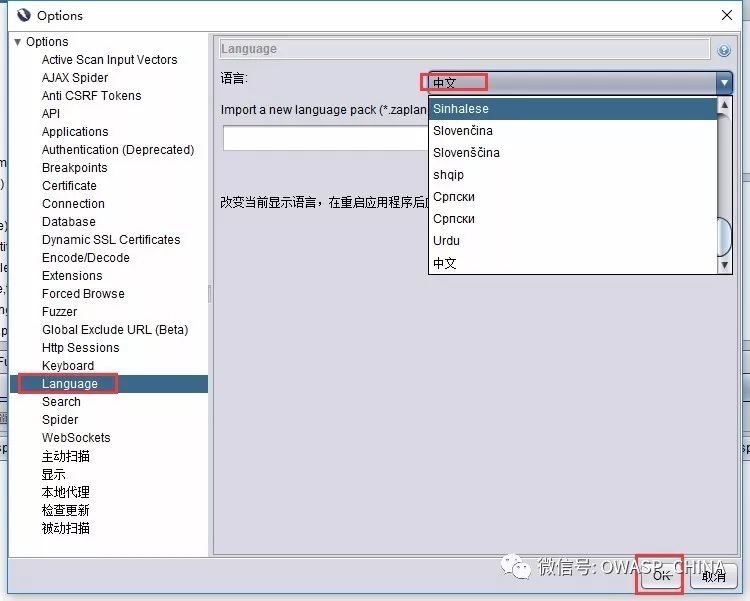 Options
Options
Active Scan Input Vectors
AJAX Spider
Anti CSRF Tokens
API
Applications
Authentication (Deprecated)
Breakpoints
Certificate
Connection
Database
Dynamic SSL Certificates
Encode/Decode
Extensions
Forced Browse
Fuzzer
Global Exclude URL (Beta)
Http Sessions
Keyboard
Language
Search
Spider
WebSockets
主动扫描
显示
本地代理
检查更新
被动扫描
Language
语言:
中文
Import a new language pack (*.zaplan
Sinhalese
Slovenčina
Slovenščina
shqip
Српски
Српски
Urdu
中文
改变当前显示语言，在重启应用程序后
微信号: OWASP_CHINA
OK
取消